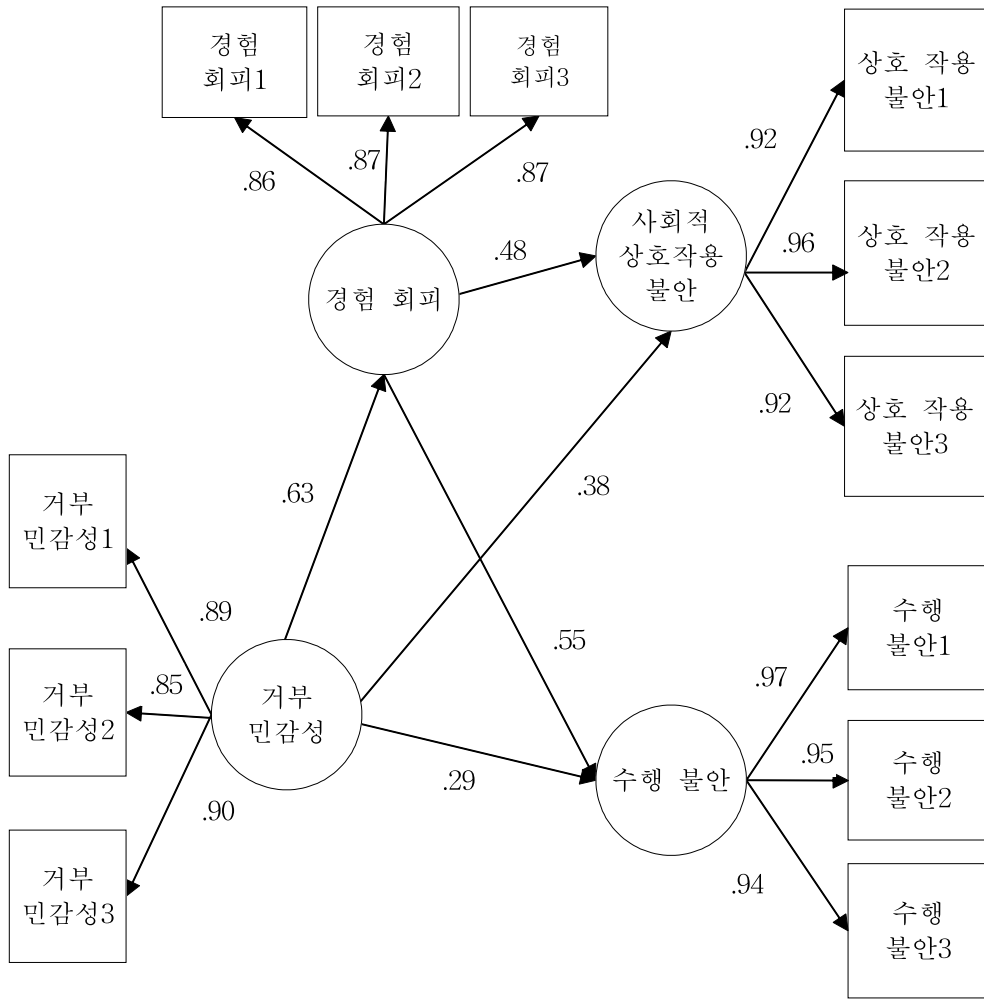 경험
회피1
경험
회피2
경험
회피3
상호 작용
불안1
.86
.87
.87
.92
사회적
상호작용
불안
.96
상호 작용
불안2
.48
경험 회피
.92
상호 작용
불안3
.63
.38
거부
민감성1
.89
.55
수행
불안1
.85
거부
민감성2
거부
민감성
.97
.95
수행
불안2
.29
수행 불안
.90
.94
거부
민감성3
수행
불안3